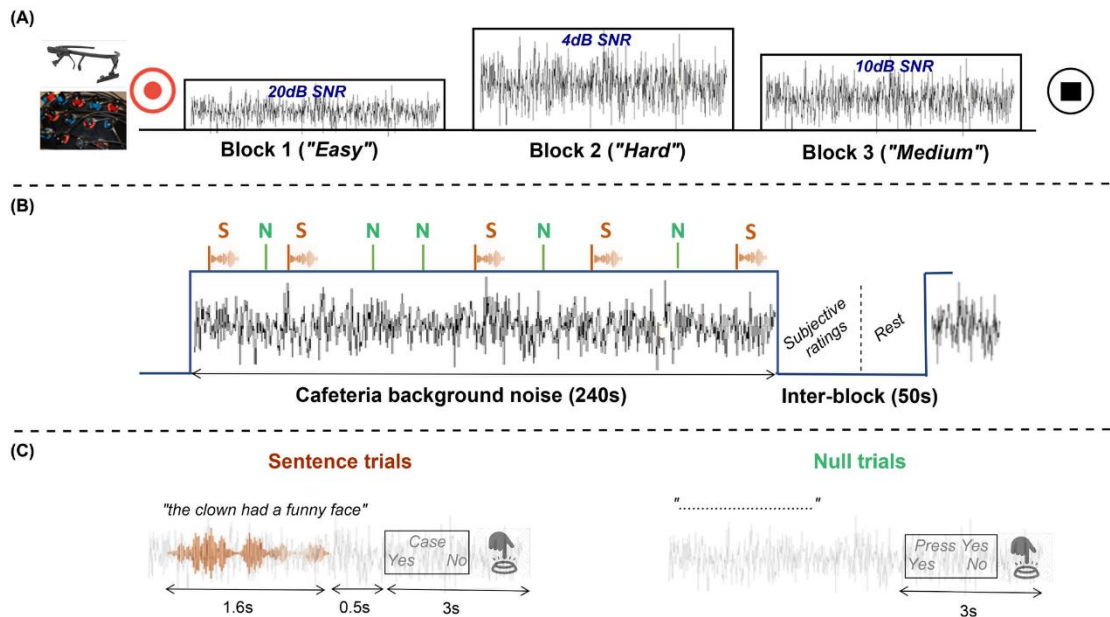 (A)
20dB SNR
4dB SNR
10dB SNR
Block 1 ("Easy")
Block 2 ("Hard")
Block 3 ("Medium")
(B)
S N S N N S N S N S
Subjective
ratings
Rest
Cafeteria background noise (240s)
Inter-block (50s)
(C)
Sentence trials
Null trials
"the clown had a funny face"
"............................."
Case
Yes No
Press Yes
Yes No
1.6s
0.5s
3s
3s